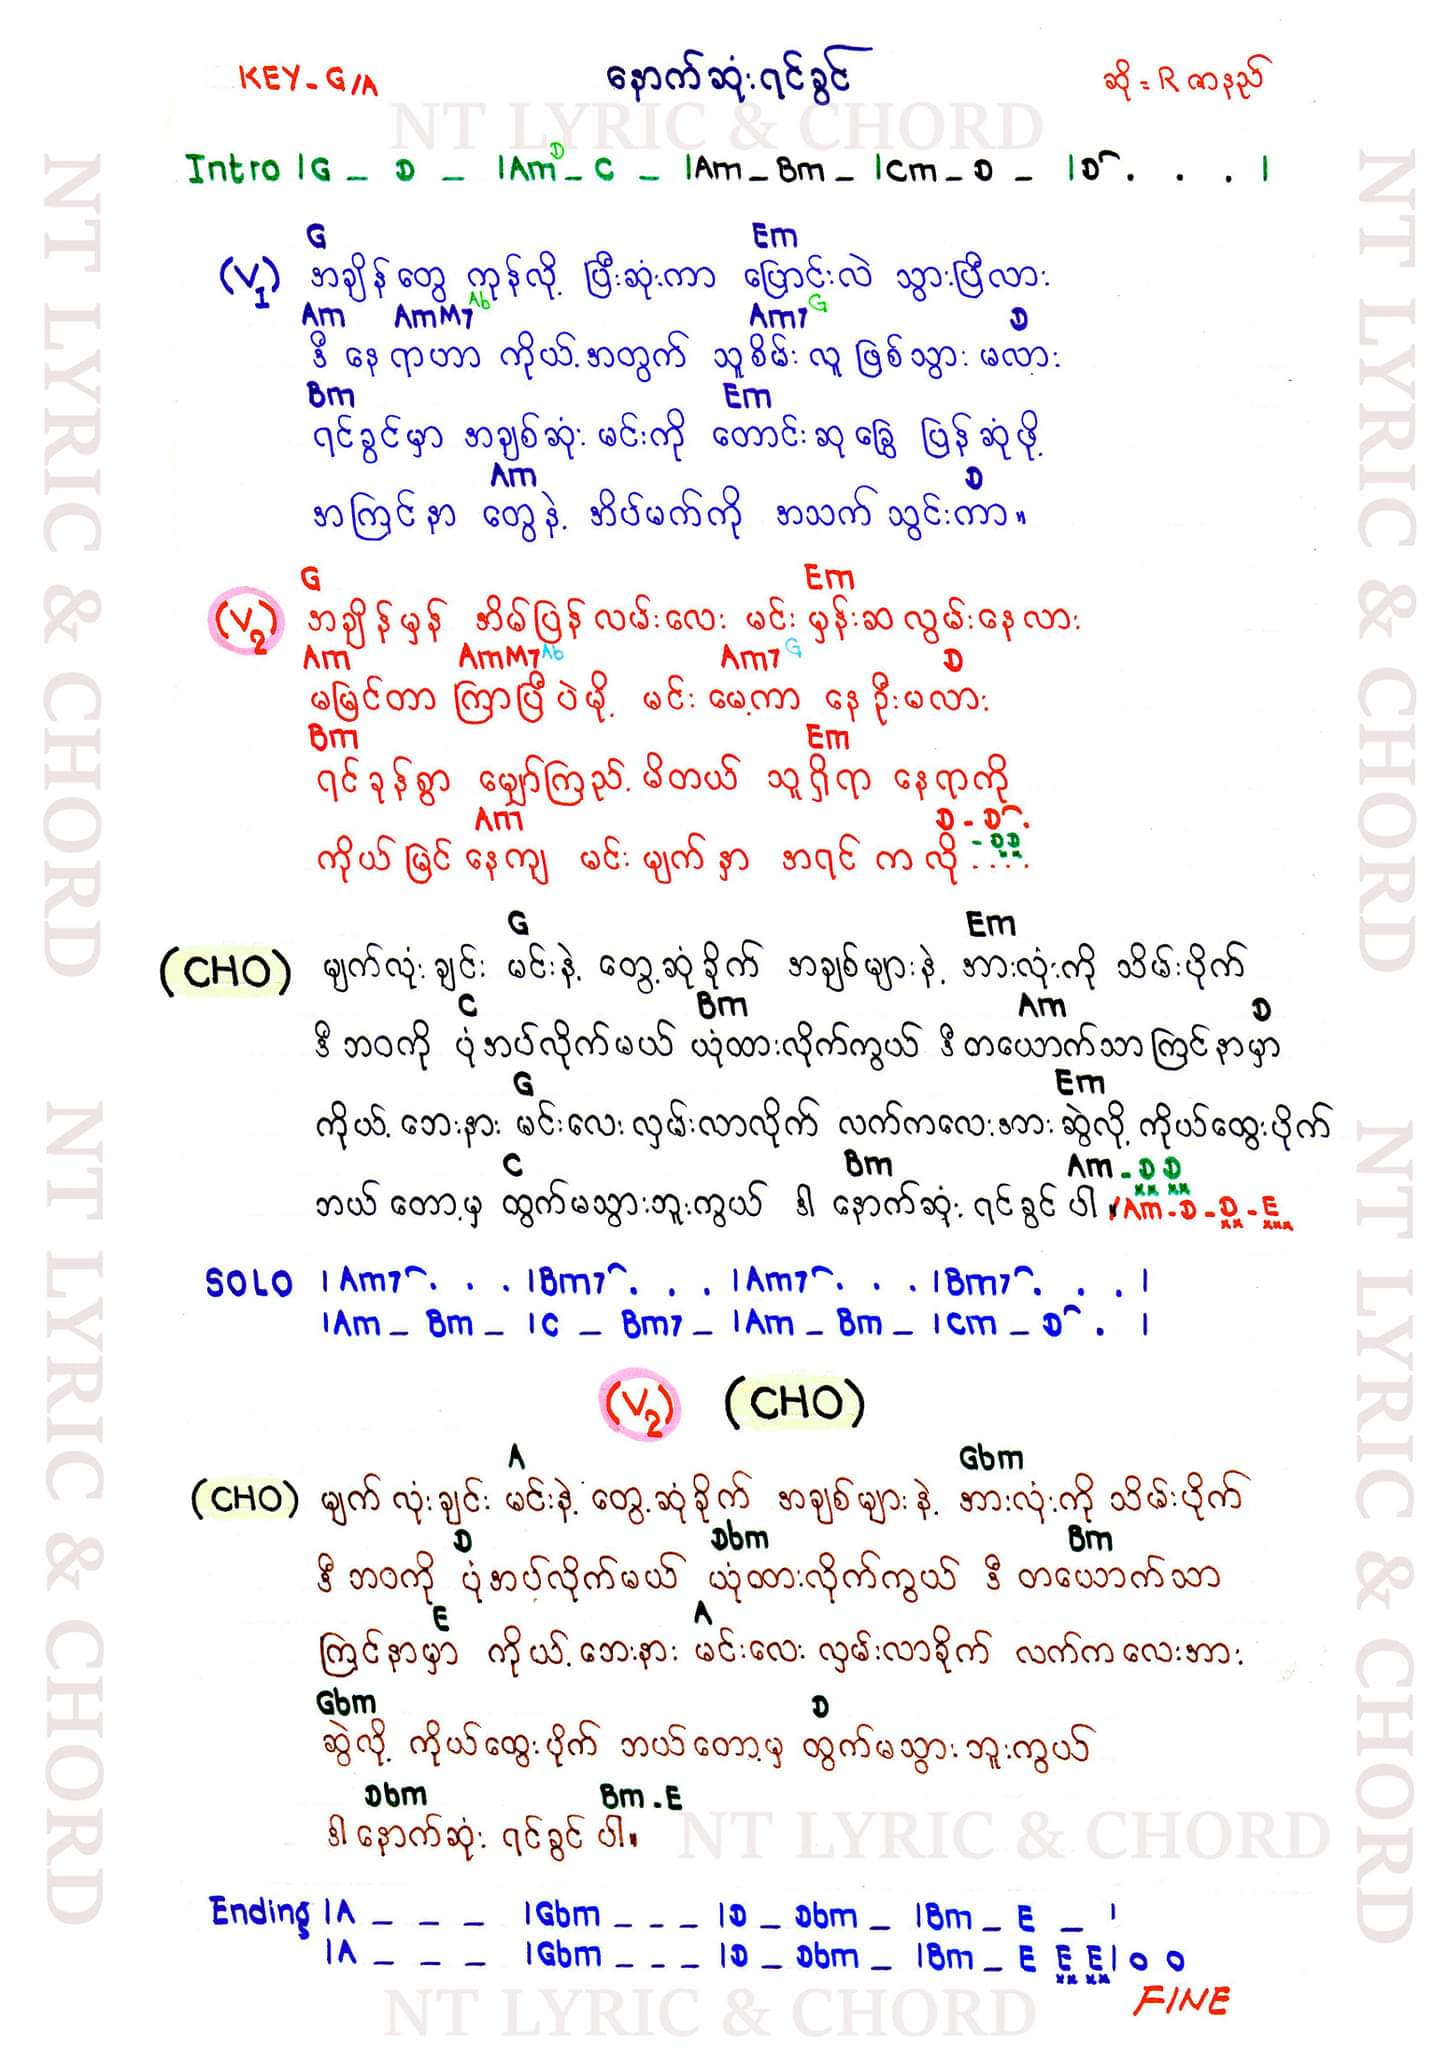 KEY - G/A
နောက်ဆုံးရင်ခွင်
ဆို = R ဇာနည်
NT LYRIC & CHORD
Intro |G _ D _ |Am D _ C _ |Am _ Bm _ |Cm _ D _ |D . . . |
G Em
(V1) အချိန်တွေ ကုန်လို့ ပြီးဆုံးကာ ပြောင်းလဲ သွားပြီလား
Am AmM7 Ab Am7 G D
ဒီ နေရာဟာ ကိုယ့်အတွက် သူစိမ်းလူ ဖြစ်သွား မလား
Bm Em
ရင်ခွင်မှာ အချစ်ဆုံး မင်းကို တောင်းဆုခြွေ ပြန်ဆုံဖို့
Am D
အကြင်နာ တွေနဲ့ အိပ်မက်ကို အသက်သွင်းကာ။
G Em
(V2) အချိန်မှန် အိမ်ပြန်လမ်းလေး မင်း မှန်းဆလွမ်းနေလား
Am AmM7 Ab Am7 G D
မမြင်တာ ကြာပြီပဲမို့ မင်း မေ့ကာ နေဦးမလား
Bm Em
ရင်ခုန်စွာ မျှော်ကြည့်မိတယ် သူရှိရာ နေရာကို
Am D - D .
ကိုယ်မြင်နေကျ မင်း မျက်နှာ အရင် ကလို - D D . . . .
G Em
(CHO) မျက်လုံးချင်း မင်းနဲ့ တွေ့ဆုံခိုက် အချစ်များနဲ့ အားလုံးကို သိမ်းပိုက်
C Bm Am D
ဒီဘဝကို ပုံအပ်လိုက်မယ် ယုံထားလိုက်ကွယ် ဒီတယောက်သာကြင်နာမှာ
G Em
ကိုယ့်ဘေးနား မင်းလေးလှမ်းလာလိုက် လက်ကလေးအားဆွဲလို့ ကိုယ်ထွေးပိုက်
C Bm Am - D D
ဘယ်တော့မှ ထွက်မသွားဘူးကွယ် ဒါ နောက်ဆုံးရင်ခွင်ပါ။ /Am - D - D - E
SOLO |Am7 . . . |Bm7 . . . |Am7 . . . |Bm7 . . . |
|Am _ Bm _ |C _ Bm7 _ |Am _ Bm _ |Cm _ D . |
(V2) (CHO)
A Gbm
(CHO) မျက်လုံးချင်း မင်းနဲ့ တွေ့ဆုံခိုက် အချစ်များနဲ့ အားလုံးကို သိမ်းပိုက်
D Dbm Bm
ဒီဘဝကို ပုံအပ်လိုက်မယ် ယုံထားလိုက်ကွယ် ဒီ တယောက်သာ
E A
ကြင်နာမှာ ကိုယ့်ဘေးနား မင်းလေး လှမ်းလာခိုက် လက်ကလေးအား
Gbm D
ဆွဲလို့ ကိုယ်ထွေးပိုက် ဘယ်တော့မှ ထွက်မသွားဘူးကွယ်
Dbm Bm - E
ဒါနောက်ဆုံး ရင်ခွင်ပါ။
NT LYRIC & CHORD
Ending |A _ _ _ |Gbm _ _ _ |D _ Dbm _ |Bm _ E _ |
|A _ _ _ |Gbm _ _ _ |D _ Dbm _ |Bm _ E E E| o o
FINE
NT LYRIC & CHORD
NT LYRIC & CHORD
NT LYRIC & CHORD
NT LYRIC & CHORD
NT LYRIC & CHORD